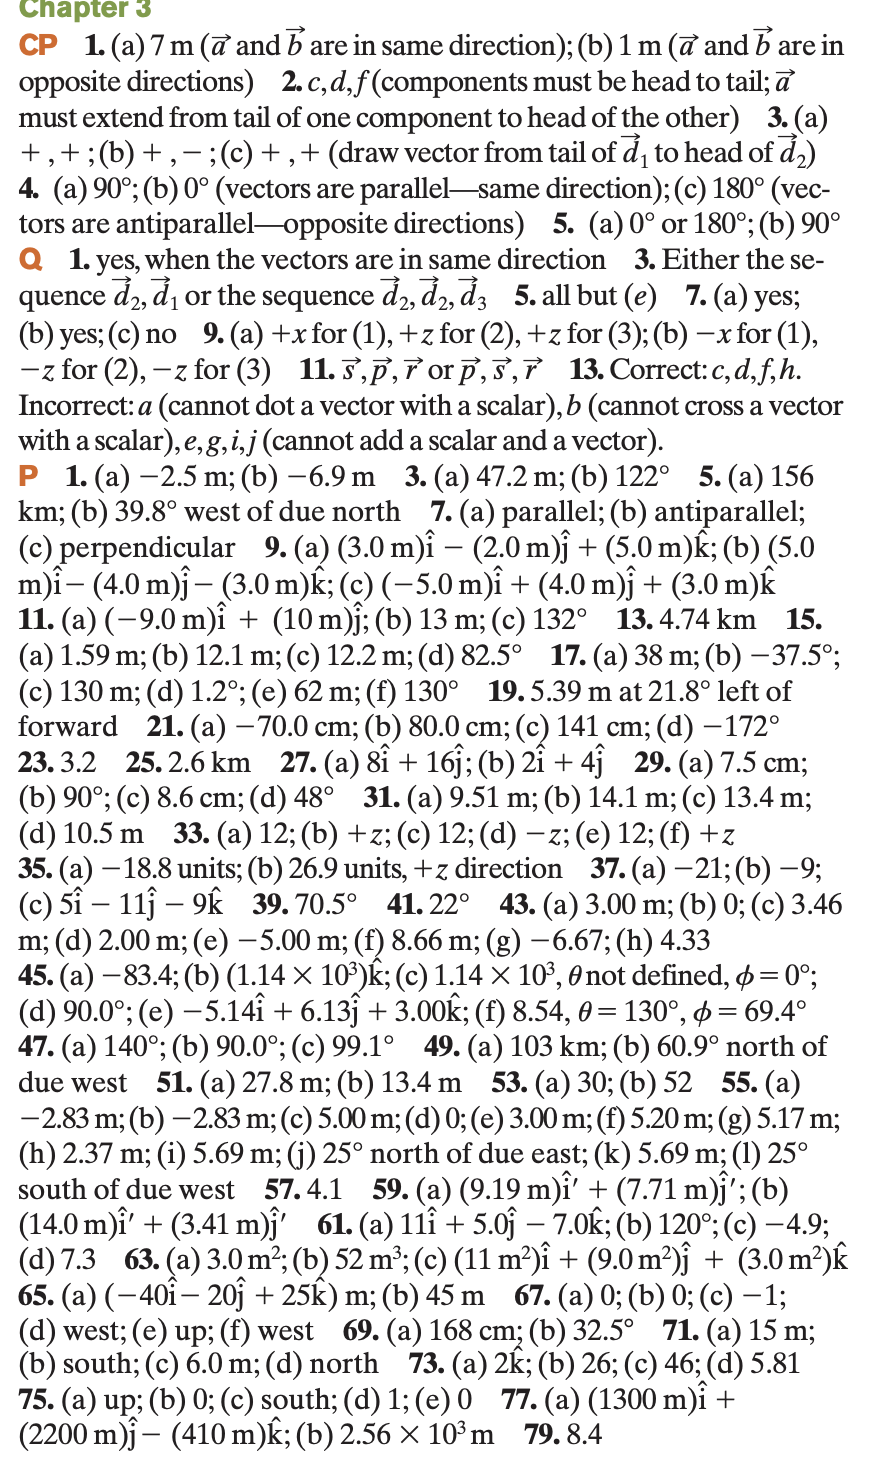 Chapter 3
CP 1. (a) 7 m (a⃗ and b⃗ are in same direction); (b) 1 m (a⃗ and b⃗ are in
opposite directions) 2. c, d, f (components must be head to tail; a⃗
must extend from tail of one component to head of the other) 3. (a)
+, +; (b) +, −; (c) +, + (draw vector from tail of d⃗₁ to head of d⃗₂)
4. (a) 90°; (b) 0° (vectors are parallel—same direction); (c) 180° (vec-
tors are antiparallel—opposite directions) 5. (a) 0° or 180°; (b) 90°
Q 1. yes, when the vectors are in same direction 3. Either the se-
quence d⃗₂, d⃗₁ or the sequence d⃗₂, d⃗₂, d⃗₃ 5. all but (e) 7. (a) yes;
(b) yes; (c) no 9. (a) +x for (1), +z for (2), +z for (3); (b) −x for (1),
−z for (2), −z for (3) 11. s⃗, p⃗, r⃗ or p⃗, s⃗, r⃗ 13. Correct: c, d, f, h.
Incorrect: a (cannot dot a vector with a scalar), b (cannot cross a vector
with a scalar), e, g, i, j (cannot add a scalar and a vector).
P 1. (a) −2.5 m; (b) −6.9 m 3. (a) 47.2 m; (b) 122° 5. (a) 156
km; (b) 39.8° west of due north 7. (a) parallel; (b) antiparallel;
(c) perpendicular 9. (a) (3.0 m)î − (2.0 m)ĵ + (5.0 m)k̂; (b) (5.0
m)î − (4.0 m)ĵ − (3.0 m)k̂; (c) (−5.0 m)î + (4.0 m)ĵ + (3.0 m)k̂
11. (a) (−9.0 m)î + (10 m)ĵ; (b) 13 m; (c) 132° 13. 4.74 km 15.
(a) 1.59 m; (b) 12.1 m; (c) 12.2 m; (d) 82.5° 17. (a) 38 m; (b) −37.5°;
(c) 130 m; (d) 1.2°; (e) 62 m; (f) 130° 19. 5.39 m at 21.8° left of
forward 21. (a) −70.0 cm; (b) 80.0 cm; (c) 141 cm; (d) −172°
23. 3.2 25. 2.6 km 27. (a) 8î + 16ĵ; (b) 2î + 4ĵ 29. (a) 7.5 cm;
(b) 90°; (c) 8.6 cm; (d) 48° 31. (a) 9.51 m; (b) 14.1 m; (c) 13.4 m;
(d) 10.5 m 33. (a) 12; (b) +z; (c) 12; (d) −z; (e) 12; (f) +z
35. (a) −18.8 units; (b) 26.9 units, +z direction 37. (a) −21; (b) −9;
(c) 5î − 11ĵ − 9k̂ 39. 70.5° 41. 22° 43. (a) 3.00 m; (b) 0; (c) 3.46
m; (d) 2.00 m; (e) −5.00 m; (f) 8.66 m; (g) −6.67; (h) 4.33
45. (a) −83.4; (b) (1.14 × 10³)k̂; (c) 1.14 × 10³, θ not defined, ϕ = 0°;
(d) 90.0°; (e) −5.14î + 6.13ĵ + 3.00k̂; (f) 8.54, θ = 130°, ϕ = 69.4°
47. (a) 140°; (b) 90.0°; (c) 99.1° 49. (a) 103 km; (b) 60.9° north of
due west 51. (a) 27.8 m; (b) 13.4 m 53. (a) 30; (b) 52 55. (a)
−2.83 m; (b) −2.83 m; (c) 5.00 m; (d) 0; (e) 3.00 m; (f) 5.20 m; (g) 5.17 m;
(h) 2.37 m; (i) 5.69 m; (j) 25° north of due east; (k) 5.69 m; (l) 25°
south of due west 57. 4.1 59. (a) (9.19 m)î′ + (7.71 m)ĵ′; (b)
(14.0 m)î′ + (3.41 m)ĵ′ 61. (a) 11î + 5.0ĵ − 7.0k̂; (b) 120°; (c) −4.9;
(d) 7.3 63. (a) 3.0 m²; (b) 52 m³; (c) (11 m²)î + (9.0 m²)ĵ + (3.0 m²)k̂
65. (a) (−40î − 20ĵ + 25k̂) m; (b) 45 m 67. (a) 0; (b) 0; (c) −1;
(d) west; (e) up; (f) west 69. (a) 168 cm; (b) 32.5° 71. (a) 15 m;
(b) south; (c) 6.0 m; (d) north 73. (a) 2k̂; (b) 26; (c) 46; (d) 5.81
75. (a) up; (b) 0; (c) south; (d) 1; (e) 0 77. (a) (1300 m)î +
(2200 m)ĵ − (410 m)k̂; (b) 2.56 × 10³ m 79. 8.4